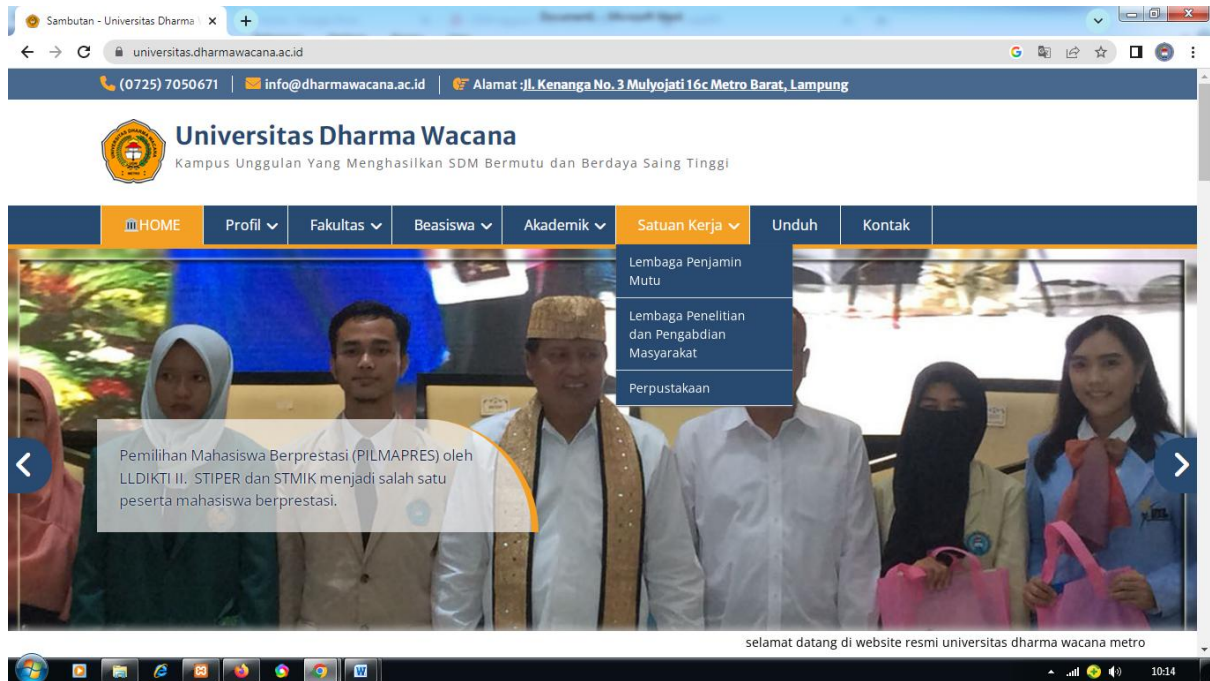 Sambutan - Universitas Dharma
universitas.dharmawacana.ac.id
(0725) 7050671
info@dharmawacana.ac.id
Alamat :Jl. Kenanga No. 3 Mulyojati 16c Metro Barat, Lampung
Universitas Dharma Wacana
Kampus Unggulan Yang Menghasilkan SDM Bermutu dan Berdaya Saing Tinggi
HOME
Profil
Fakultas
Beasiswa
Akademik
Satuan Kerja
Unduh
Kontak
Lembaga Penjamin
Mutu
Lembaga Penelitian
dan Pengabdian
Masyarakat
Perpustakaan
Pemilihan Mahasiswa Berprestasi (PILMAPRES) oleh
LLDIKTI II. STIPER dan STMIK menjadi salah satu
peserta mahasiswa berprestasi.
selamat datang di website resmi universitas dharma wacana metro
10:14